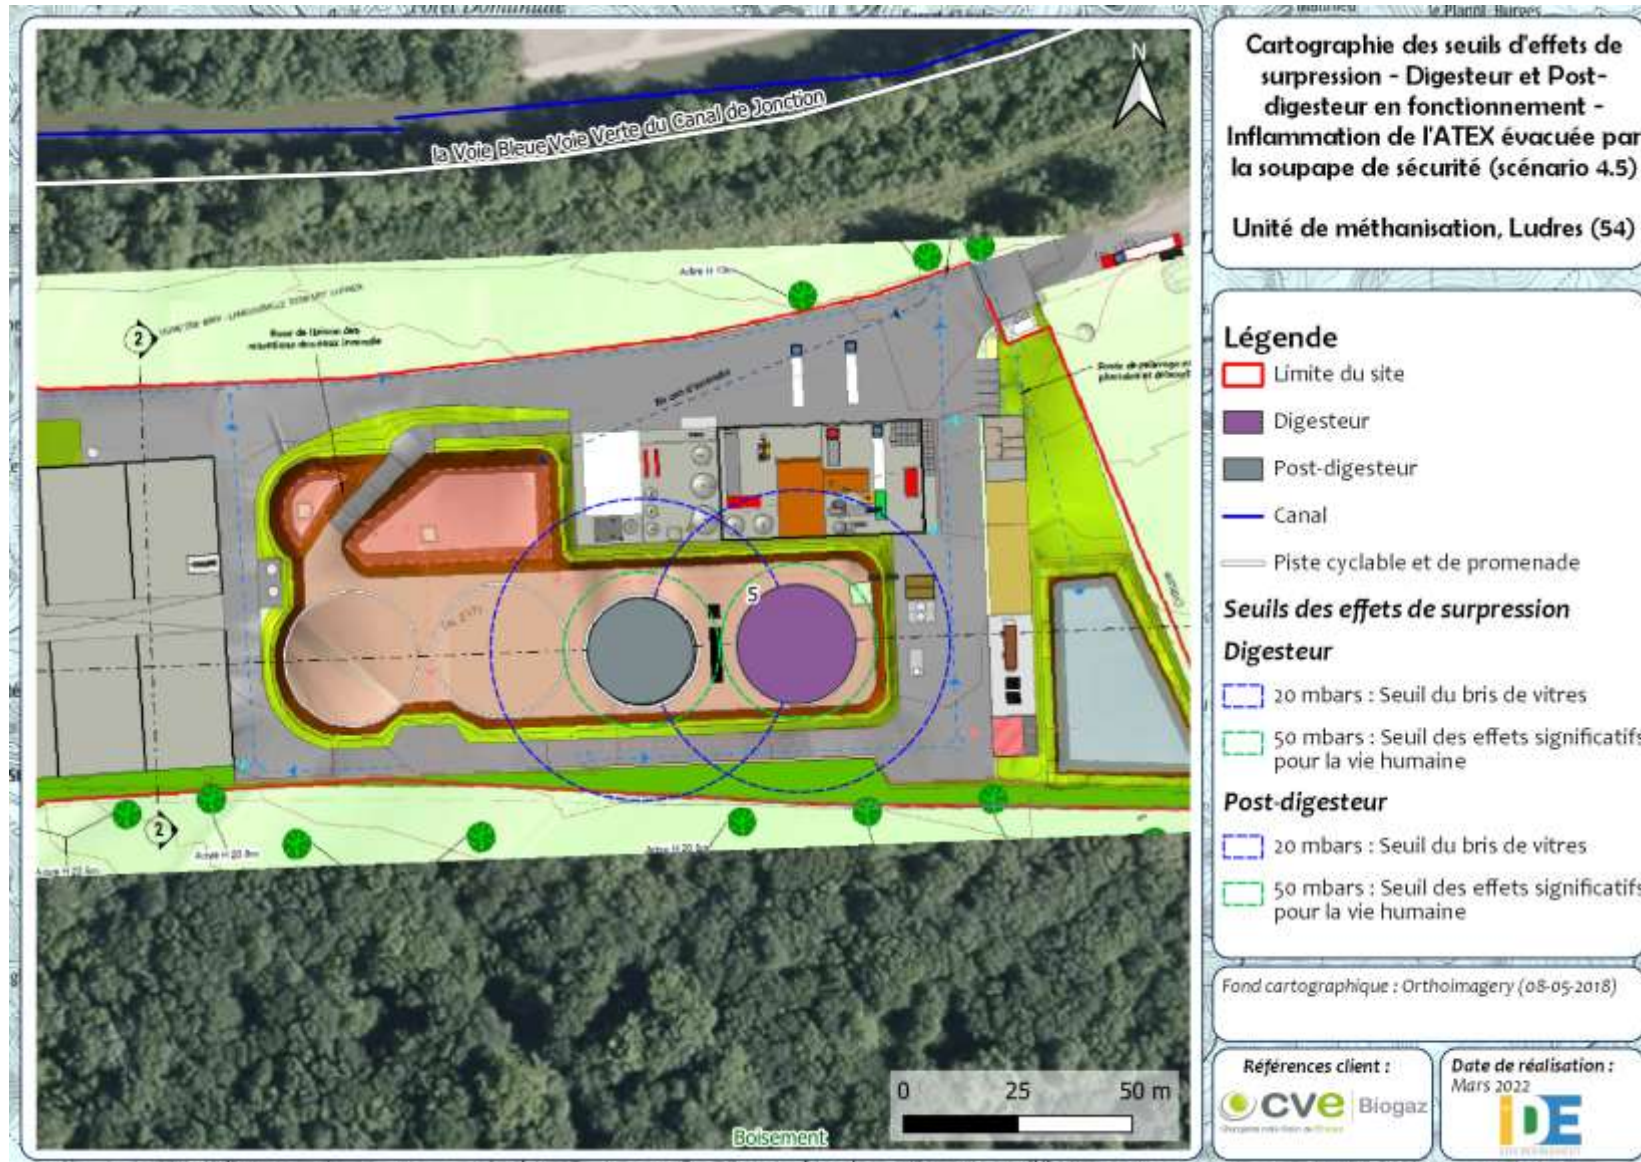 Cartographie des seuils d'effets de
surpression - Digesteur et Post-
digesteur en fonctionnement -
Inflammation de l'ATEX évacuée par
la soupape de sécurité (scénario 4.5)
Unité de méthanisation, Ludres (54)
N
la Voie Bleue Voie Verte du Canal de Jonction
2
5
2
Boisement
0 25 50 m
Légende
Limite du site
Digesteur
Post-digesteur
Canal
Piste cyclable et de promenade
Seuils des effets de surpression
Digesteur
20 mbars : Seuil du bris de vitres
50 mbars : Seuil des effets significatifs
pour la vie humaine
Post-digesteur
20 mbars : Seuil du bris de vitres
50 mbars : Seuil des effets significatifs
pour la vie humaine
Fond cartographique : Orthoimagery (08-05-2018)
Références client :
cve Biogaz
Date de réalisation :
Mars 2022
IDE